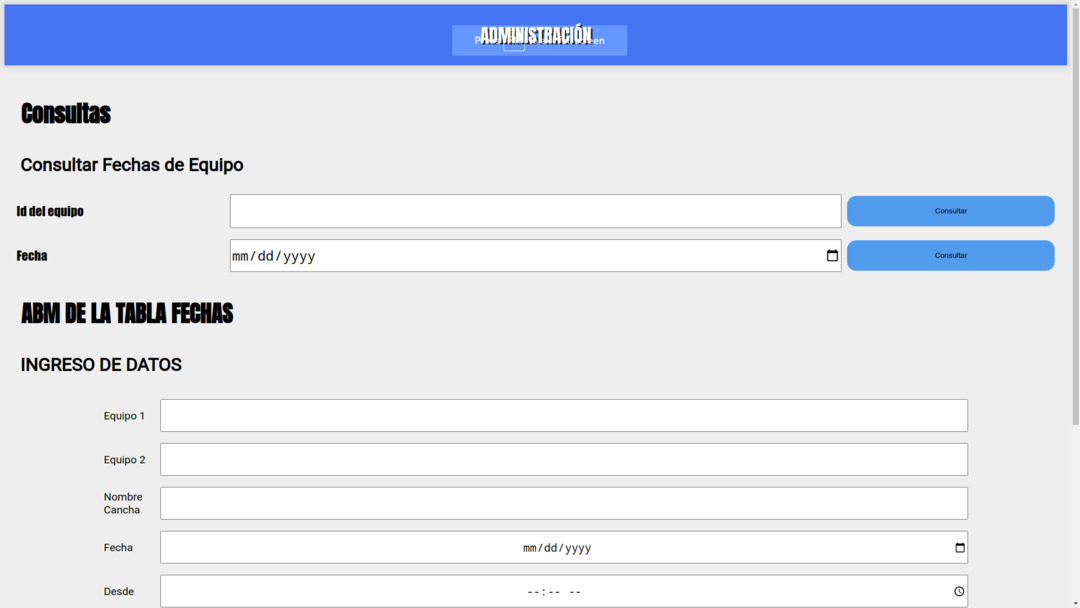 ADMINISTRACIÓN
Consultas
Consultar Fechas de Equipo
Id del equipo
Consultar
Fecha
mm/dd/yyyy
Consultar
ABM DE LA TABLA FECHAS
INGRESO DE DATOS
Equipo 1
Equipo 2
Nombre
Cancha
Fecha
mm/dd/yyyy
Desde
--:-- --